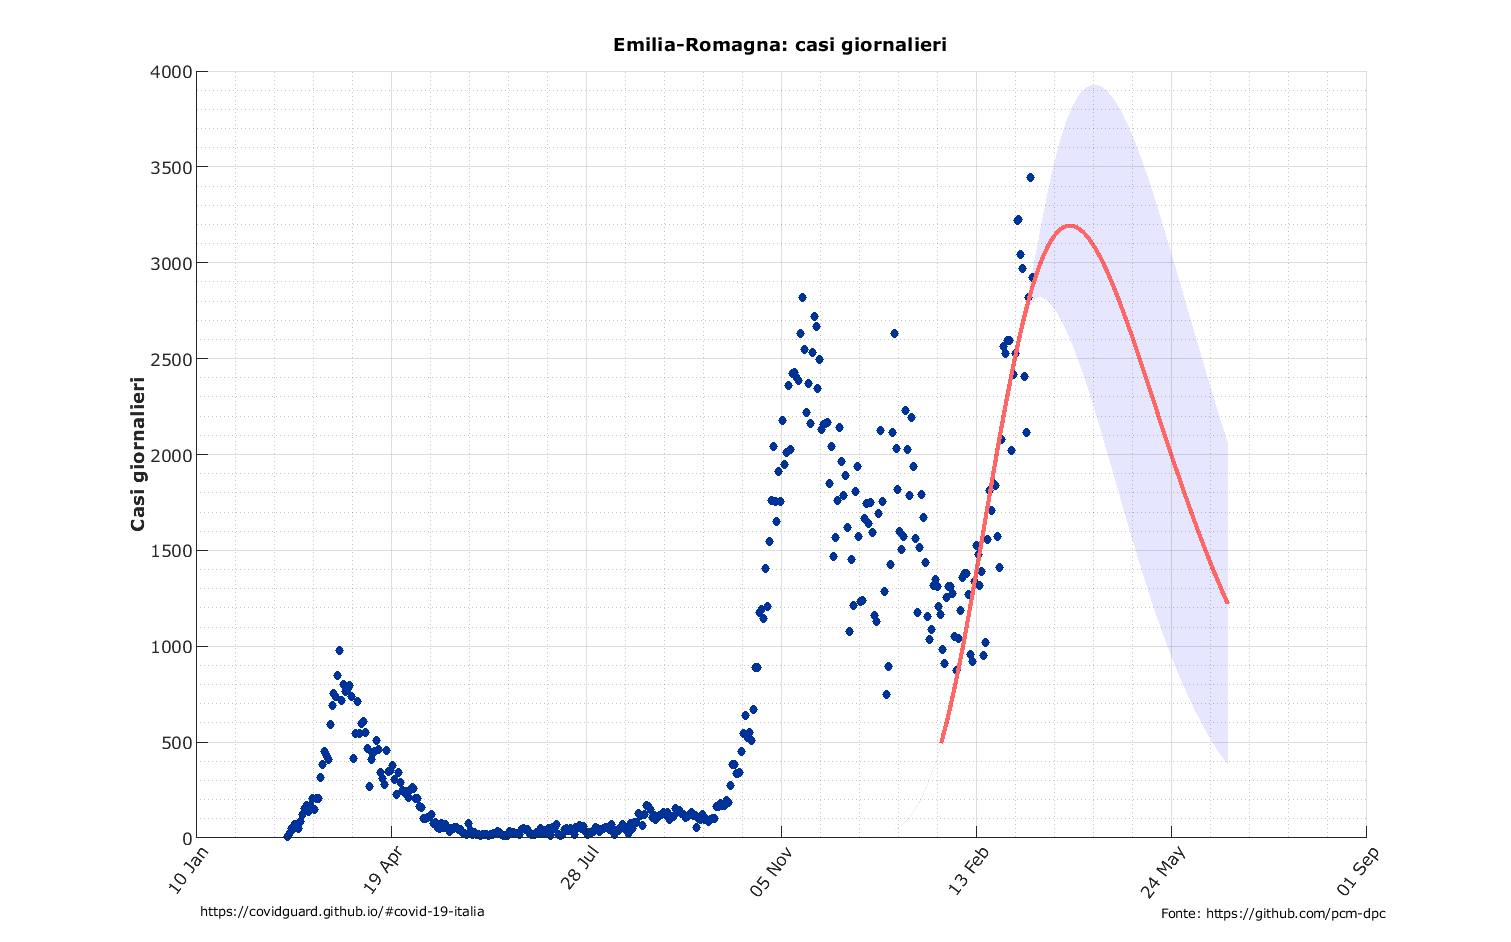 Emilia-Romagna: casi giornalieri
4000
3500
3000
2500
2000
1500
1000
500
0
Casi giornalieri
10 Jan
19 Apr
28 Jul
05 Nov
13 Feb
24 May
01 Sep
https://covidguard.github.io/#covid-19-italia
Fonte: https://github.com/pcm-dpc